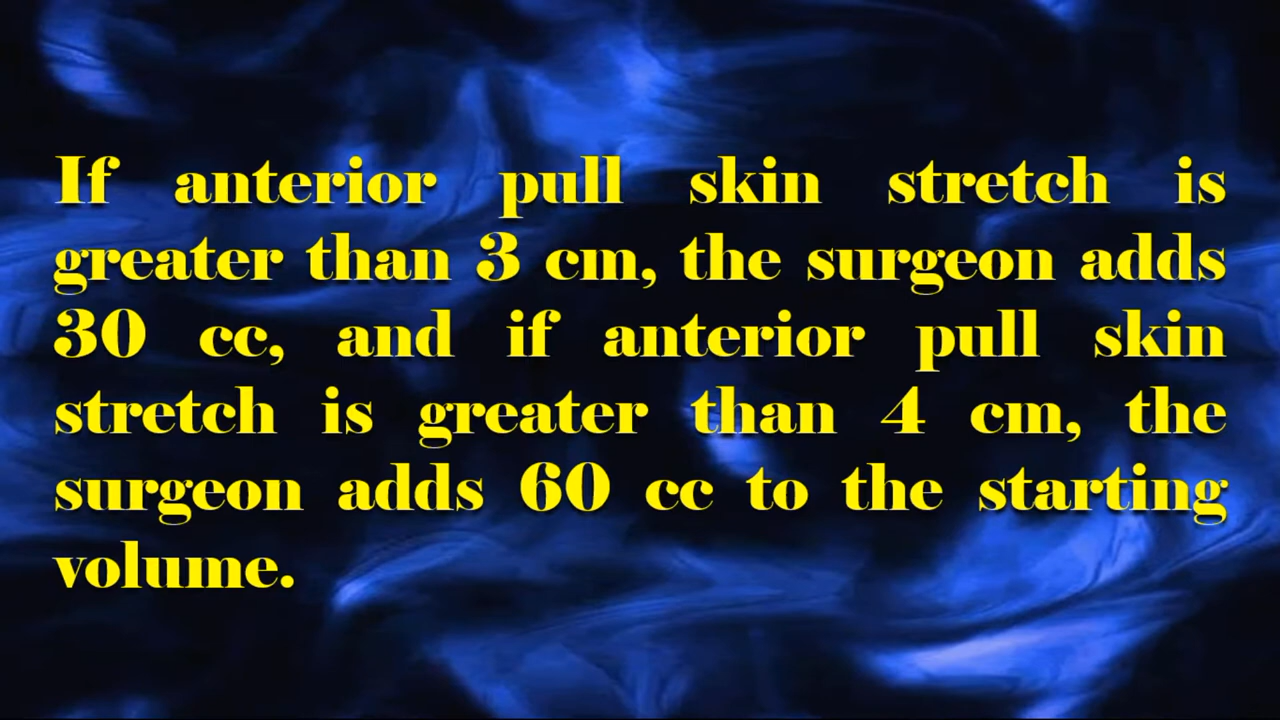 If anterior pull skin stretch is
greater than 3 cm, the surgeon adds
30 cc, and if anterior pull skin
stretch is greater than 4 cm, the
surgeon adds 60 cc to the starting
volume.